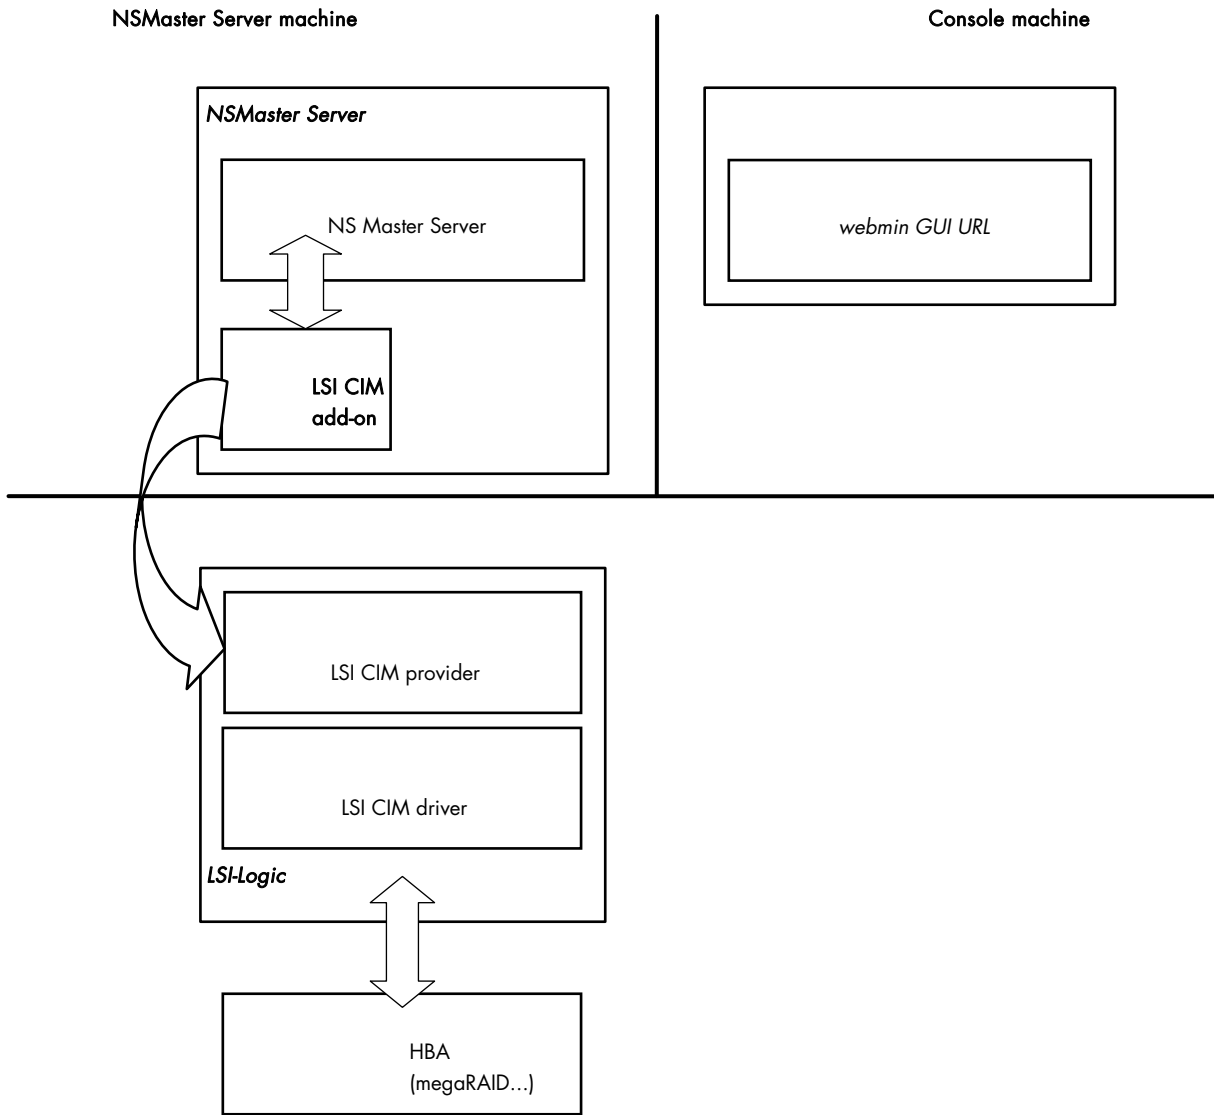 NSMaster Server machine
Console machine
NSMaster Server
NS Master Server
webmin GUI URL
LSI CIM
add-on
LSI CIM provider
LSI CIM driver
LSI-Logic
HBA
(megaRAID...)